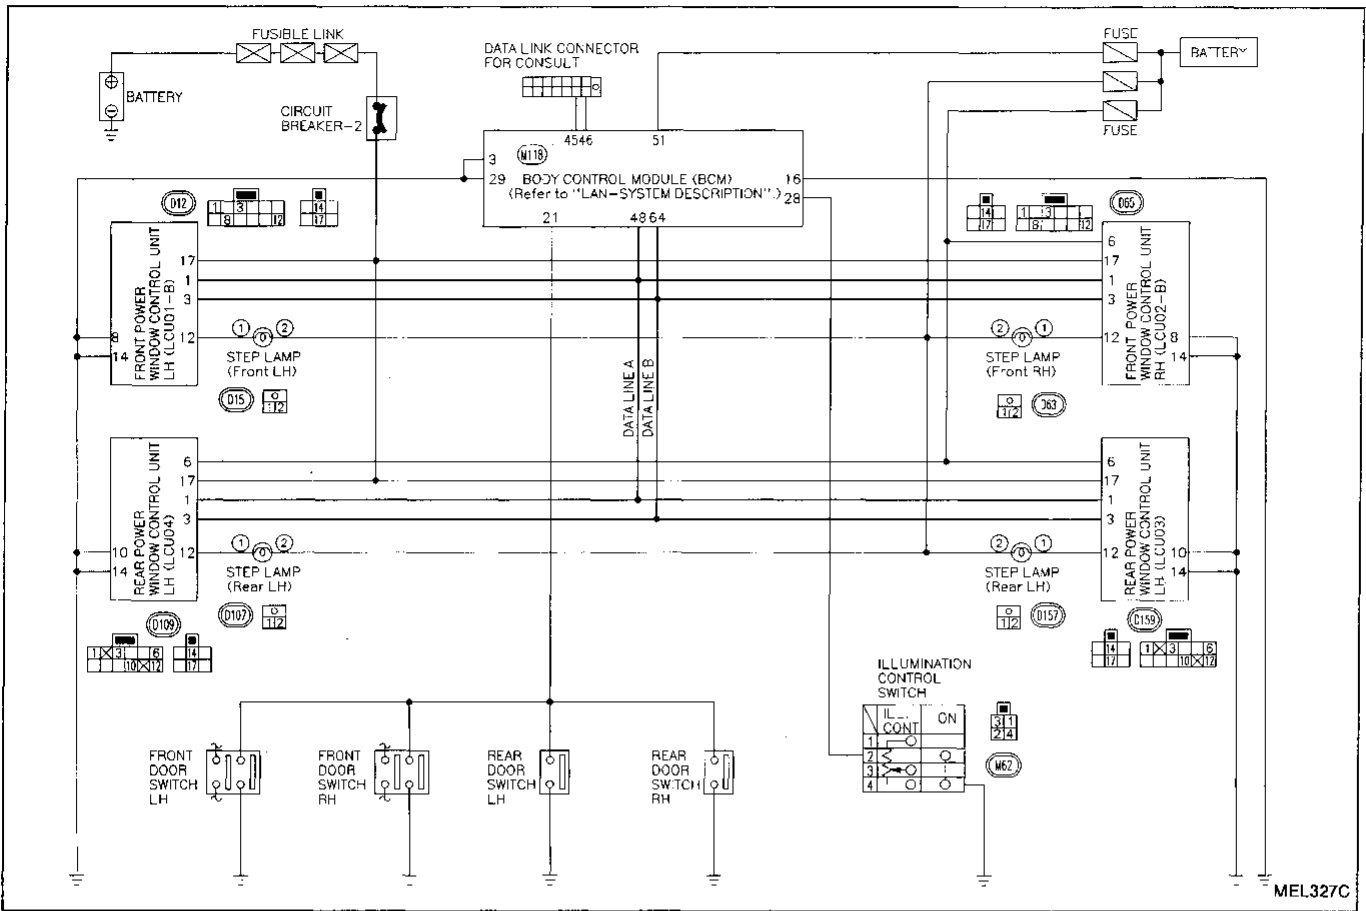 FUSIBLE LINK
BATTERY
CIRCUIT
BREAKER-2
DATA LINK CONNECTOR
FOR CONSULT
FUSE
BATTERY
FUSE
45 46 51
3 M118
29 BODY CONTROL MODULE (BCM) 16
(Refer to "LAN-SYSTEM DESCRIPTION".) 28
21 48 64
D12
1 3
8 12
14
17
14
17
1 3
8 12
D65
FRONT POWER
WINDOW CONTROL UNIT
LH (LCU01-B)
17
1
3
8 12
14
1 2
STEP LAMP
(Front LH)
D15
1 2
DATA LINE A
DATA LINE B
2 1
STEP LAMP
(Front RH)
1 2
D63
6
17
1
3
12 8
14
FRONT POWER
WINDOW CONTROL UNIT
RH (LCU02-B)
REAR POWER
WINDOW CONTROL UNIT
LH (LCU04)
6
17
1
3
10 12
14
1 2
STEP LAMP
(Rear LH)
D107
1 2
D109
1 3 6
10 12
14
17
2 1
STEP LAMP
(Rear LH)
1 2
D157
6
17
1
3
12 10
14
REAR POWER
WINDOW CONTROL UNIT
LH (LCU03)
D159
14
17
1 3 6
10 12
FRONT
DOOR
SWITCH
LH
FRONT
DOOR
SWITCH
RH
REAR
DOOR
SWITCH
LH
REAR
DOOR
SWITCH
RH
ILLUMINATION
CONTROL
SWITCH
ILL.
CONT ON
1
2
3
4
3 1
2 4
M62
MEL327C